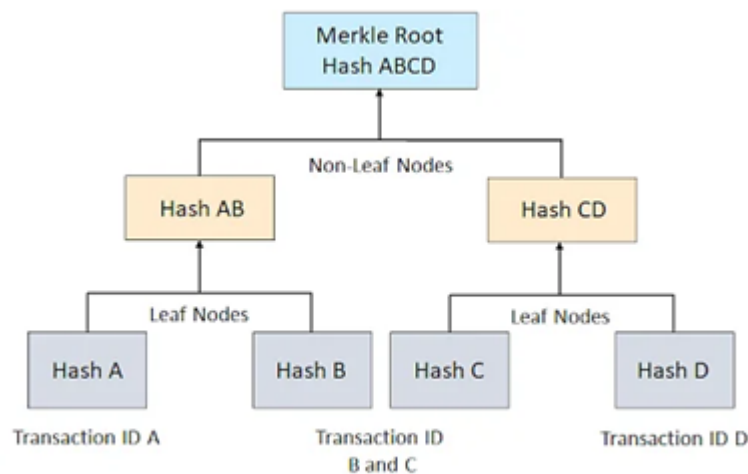 Merkle Root
Hash ABCD
Non-Leaf Nodes
Hash AB
Hash CD
Leaf Nodes
Leaf Nodes
Hash A
Hash B
Hash C
Hash D
Transaction ID A
Transaction ID
B and C
Transaction ID D